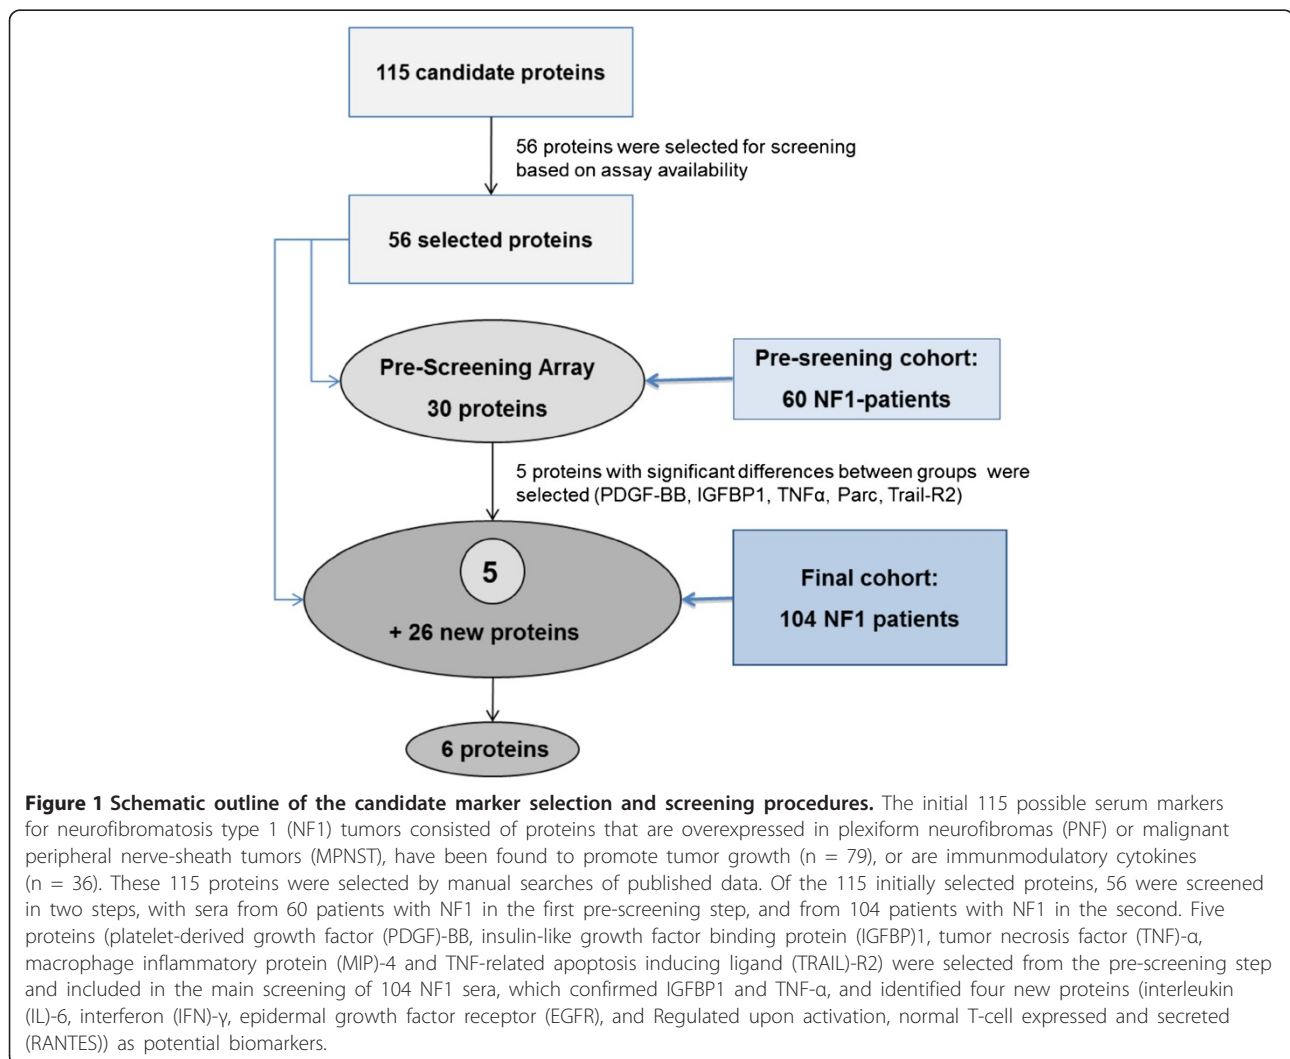 115 candidate proteins
56 proteins were selected for screening
based on assay availability
56 selected proteins
Pre-Screening Array
30 proteins
Pre-sreening cohort:
60 NF1-patients
5 proteins with significant differences between groups were
selected (PDGF-BB, IGFBP1, TNFα, Parc, Trail-R2)
5
+ 26 new proteins
Final cohort:
104 NF1 patients
6 proteins
Figure 1 Schematic outline of the candidate marker selection and screening procedures. The initial 115 possible serum markers
for neurofibromatosis type 1 (NF1) tumors consisted of proteins that are overexpressed in plexiform neurofibromas (PNF) or malignant
peripheral nerve-sheath tumors (MPNST), have been found to promote tumor growth (n = 79), or are immunmodulatory cytokines
(n = 36). These 115 proteins were selected by manual searches of published data. Of the 115 initially selected proteins, 56 were screened
in two steps, with sera from 60 patients with NF1 in the first pre-screening step, and from 104 patients with NF1 in the second. Five
proteins (platelet-derived growth factor (PDGF)-BB, insulin-like growth factor binding protein (IGFBP)1, tumor necrosis factor (TNF)-α,
macrophage inflammatory protein (MIP)-4 and TNF-related apoptosis inducing ligand (TRAIL)-R2) were selected from the pre-screening step
and included in the main screening of 104 NF1 sera, which confirmed IGFBP1 and TNF-α, and identified four new proteins (interleukin
(IL)-6, interferon (IFN)-γ, epidermal growth factor receptor (EGFR), and Regulated upon activation, normal T-cell expressed and secreted
(RANTES)) as potential biomarkers.